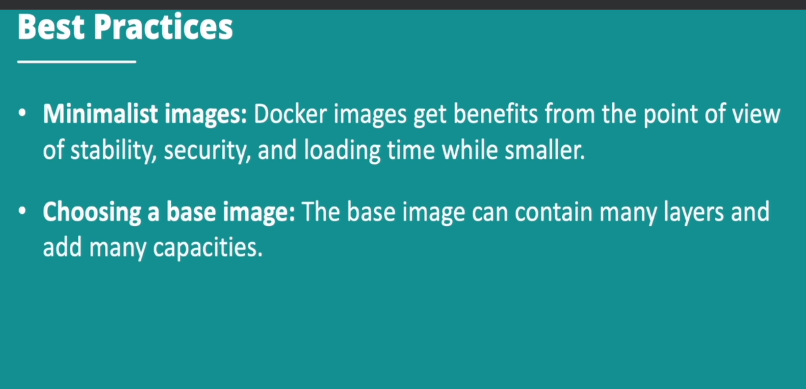 Best Practices
• Minimalist images: Docker images get benefits from the point of view
of stability, security, and loading time while smaller.
• Choosing a base image: The base image can contain many layers and
add many capacities.